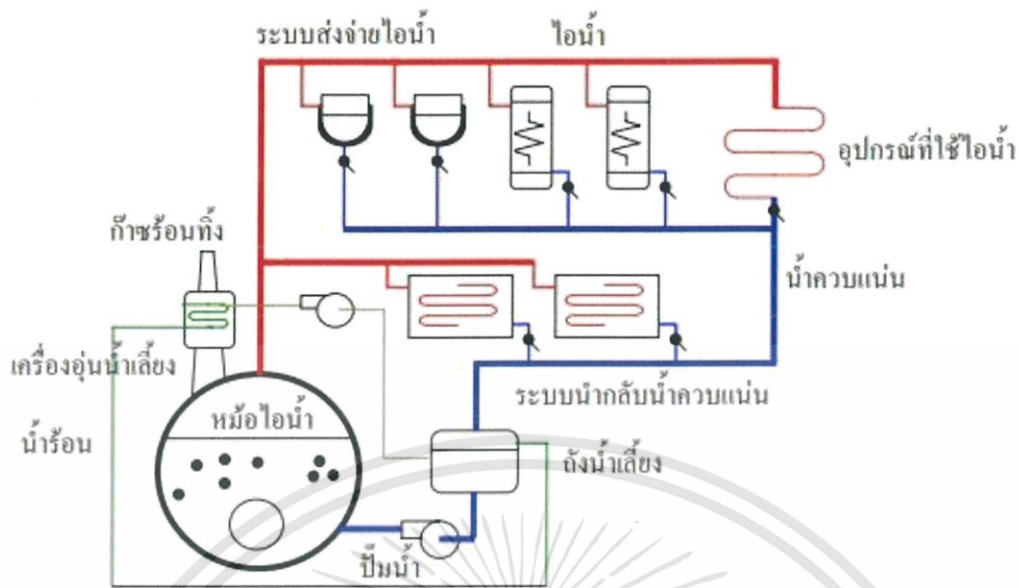 ระบบส่งจ่ายไอน้ำ
ไอน้ำ
อุปกรณ์ที่ใช้ไอน้ำ
ก๊าซร้อนทิ้ง
น้ำควบแน่น
เครื่องอุ่นน้ำเลี้ยง
ระบบนำกลับน้ำควบแน่น
หม้อไอน้ำ
น้ำร้อน
ถังน้ำเลี้ยง
ปั๊มน้ำ